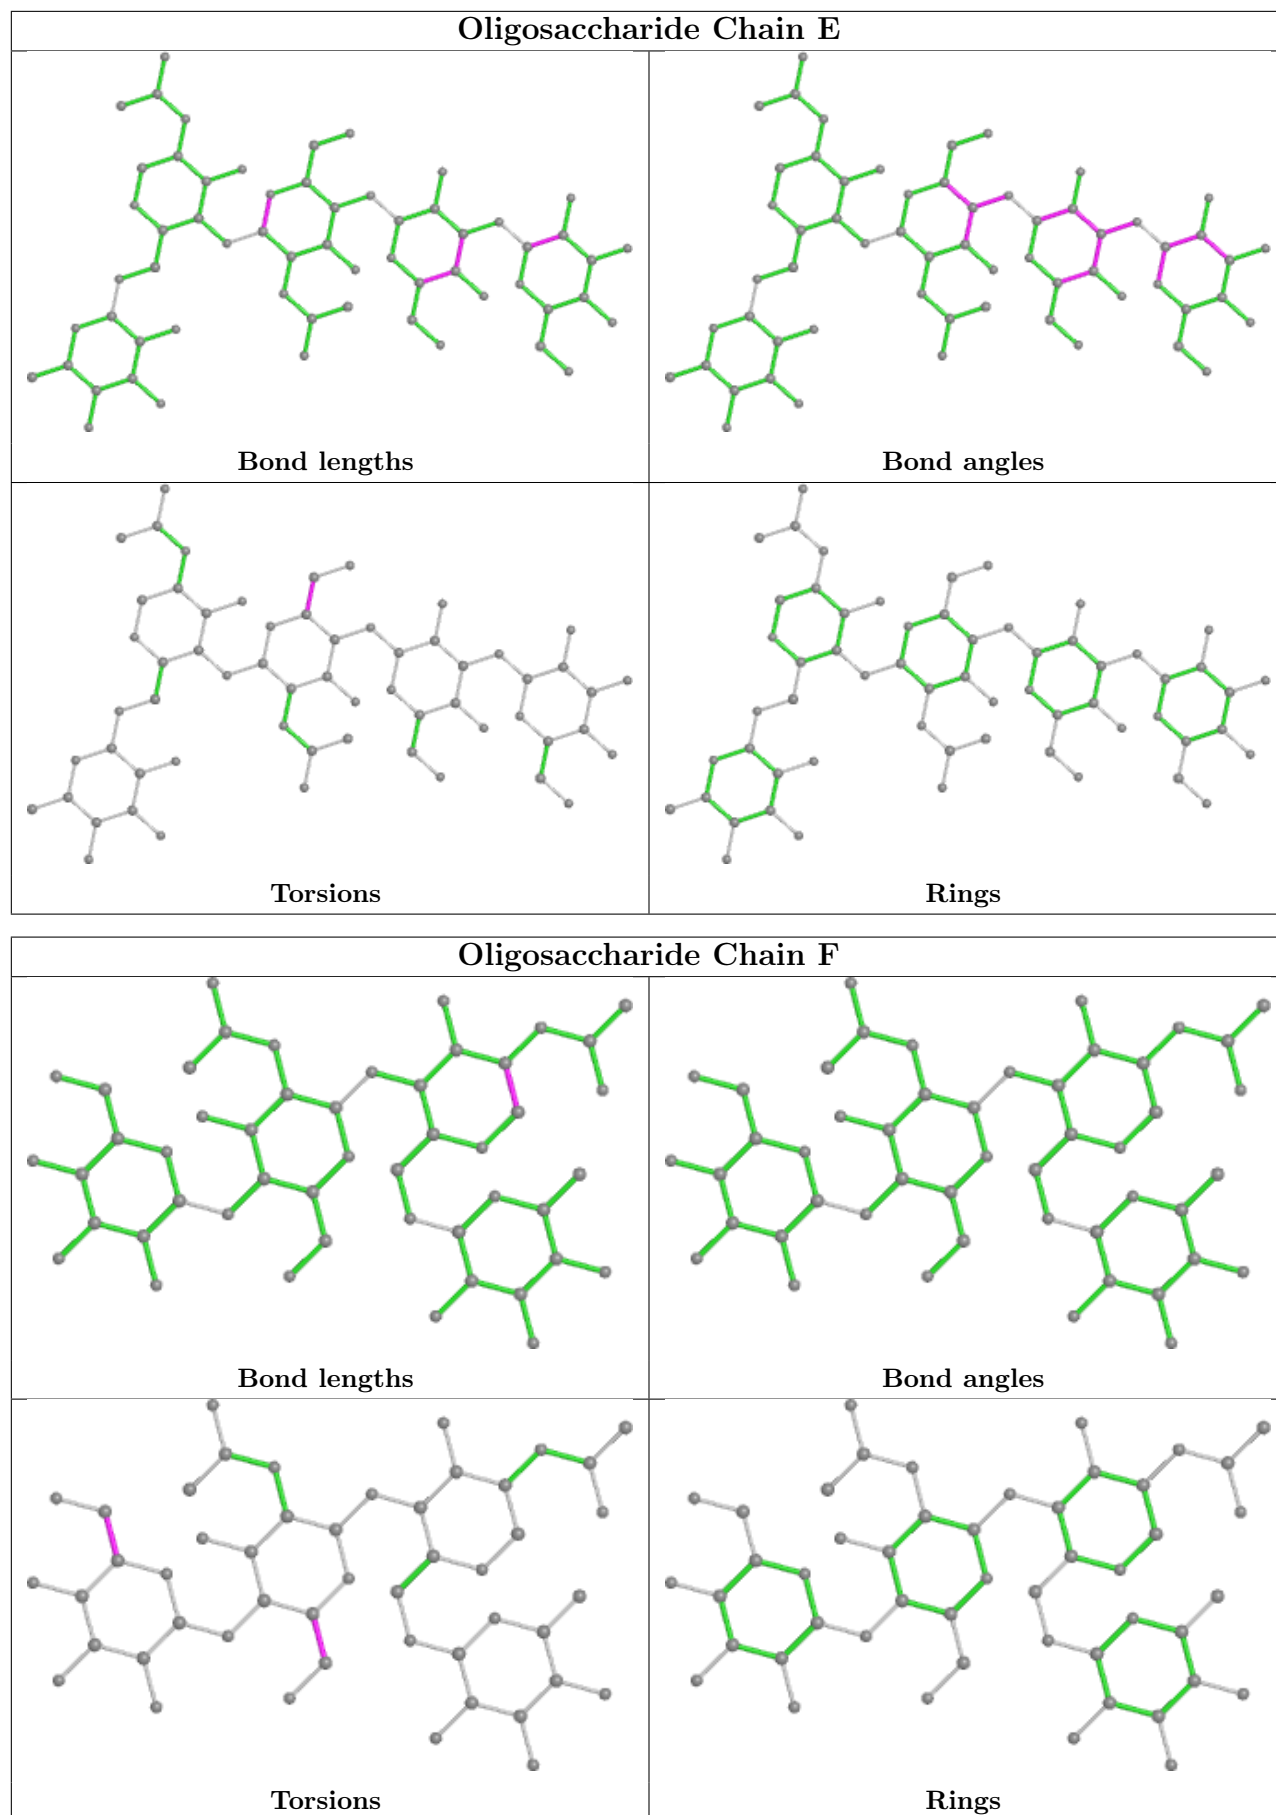 Oligosaccharide Chain E
Bond lengths
Bond angles
Torsions
Rings
Oligosaccharide Chain F
Bond lengths
Bond angles
Torsions
Rings